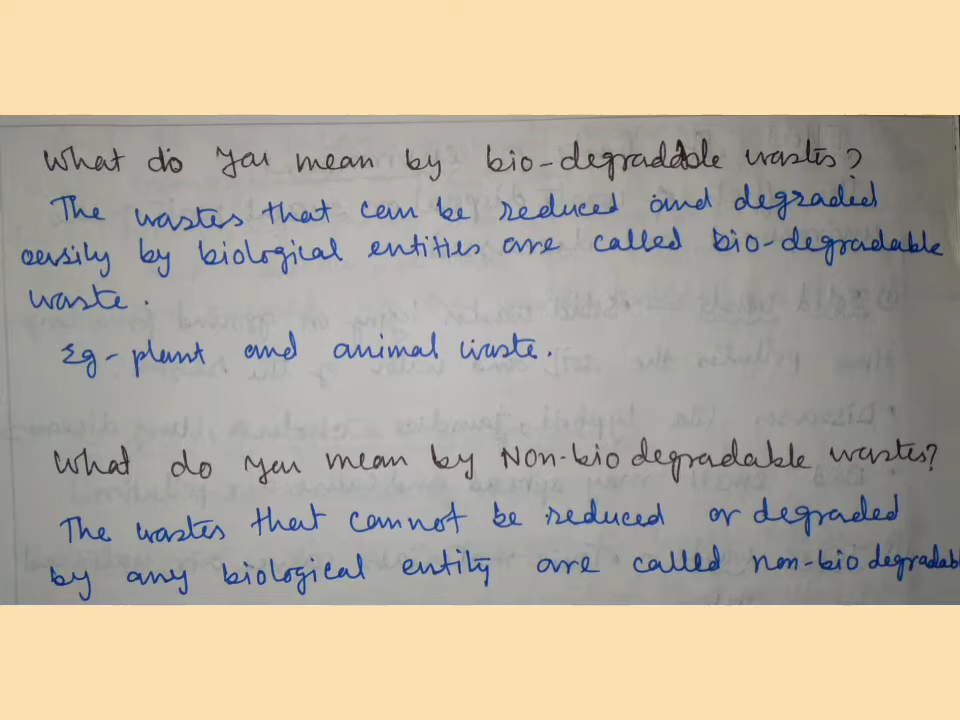 What do you mean by bio-degradable wastes?
The wastes that can be reduced and degraded
easily by biological entities are called bio-degradable
waste.
Eg - plant and animal waste.
What do you mean by Non-bio degradable wastes?
The wastes that cannot be reduced or degraded
by any biological entity are called non-bio degradabl